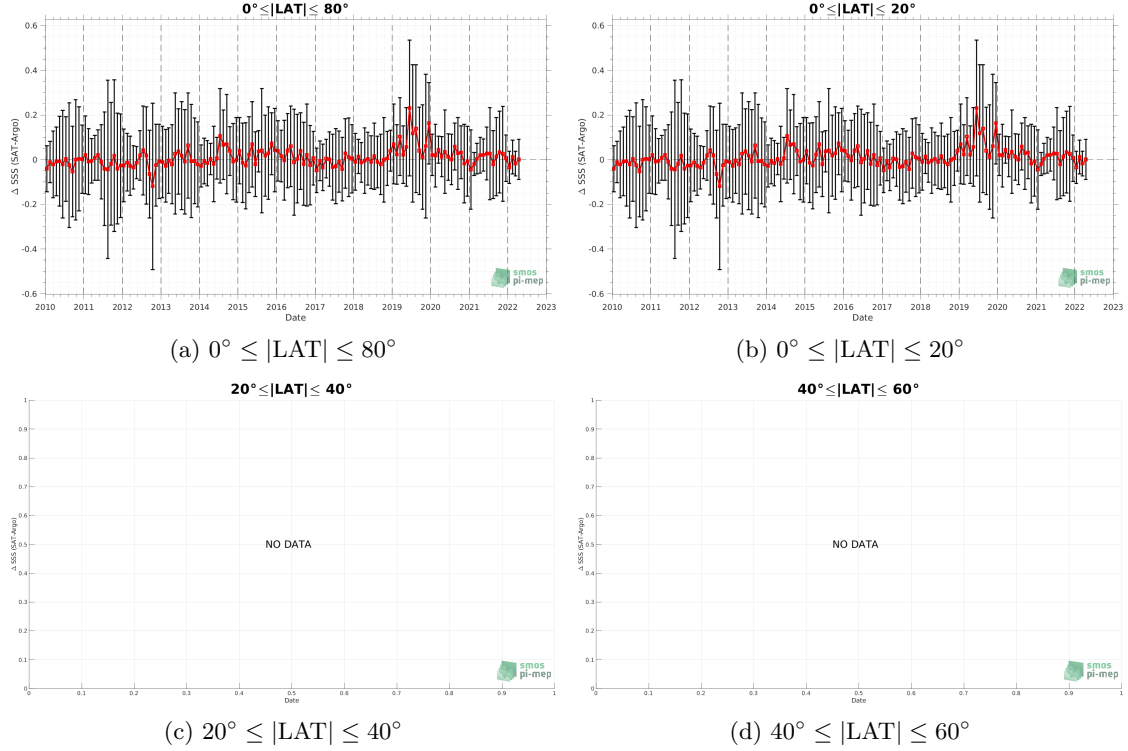 0°≤|LAT|≤ 80°
0.6
0.4
0.2
0
-0.2
-0.4
-0.6
Δ SSS (SAT-Argo)
2010 2011 2012 2013 2014 2015 2016 2017 2018 2019 2020 2021 2022 2023
Date
smos
pi-mep
(a) 0° ≤ |LAT| ≤ 80°
0°≤|LAT|≤ 20°
0.6
0.4
0.2
0
-0.2
-0.4
-0.6
Δ SSS (SAT-Argo)
2010 2011 2012 2013 2014 2015 2016 2017 2018 2019 2020 2021 2022 2023
Date
smos
pi-mep
(b) 0° ≤ |LAT| ≤ 20°
20°≤|LAT|≤ 40°
1
0.9
0.8
0.7
0.6
0.5
0.4
0.3
0.2
0.1
0
Δ SSS (SAT-Argo)
NO DATA
0 0.1 0.2 0.3 0.4 0.5 0.6 0.7 0.8 0.9 1
Date
smos
pi-mep
(c) 20° ≤ |LAT| ≤ 40°
40°≤|LAT|≤ 60°
1
0.9
0.8
0.7
0.6
0.5
0.4
0.3
0.2
0.1
0
Δ SSS (SAT-Argo)
NO DATA
0 0.1 0.2 0.3 0.4 0.5 0.6 0.7 0.8 0.9 1
Date
smos
pi-mep
(d) 40° ≤ |LAT| ≤ 60°